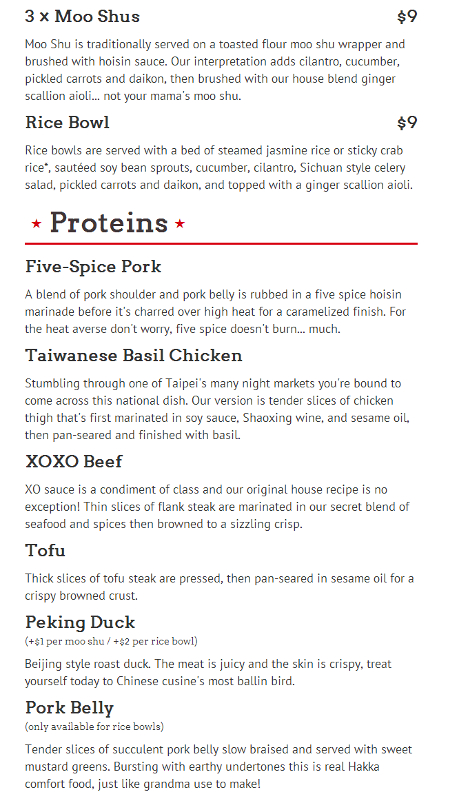 3 x Moo Shus $9
Moo Shu is traditionally served on a toasted flour moo shu wrapper and
brushed with hoisin sauce. Our interpretation adds cilantro, cucumber,
pickled carrots and daikon, then brushed with our house blend ginger
scallion aioli... not your mama's moo shu.
Rice Bowl $9
Rice bowls are served with a bed of steamed jasmine rice or sticky crab
rice*, sautéed soy bean sprouts, cucumber, cilantro, Sichuan style celery
salad, pickled carrots and daikon, and topped with a ginger scallion aioli.
★ Proteins ★
Five-Spice Pork
A blend of pork shoulder and pork belly is rubbed in a five spice hoisin
marinade before it's charred over high heat for a caramelized finish. For
the heat averse don't worry, five spice doesn't burn... much.
Taiwanese Basil Chicken
Stumbling through one of Taipei's many night markets you're bound to
come across this national dish. Our version is tender slices of chicken
thigh that's first marinated in soy sauce, Shaoxing wine, and sesame oil,
then pan-seared and finished with basil.
XOXO Beef
XO sauce is a condiment of class and our original house recipe is no
exception! Thin slices of flank steak are marinated in our secret blend of
seafood and spices then browned to a sizzling crisp.
Tofu
Thick slices of tofu steak are pressed, then pan-seared in sesame oil for a
crispy browned crust.
Peking Duck
(+$1 per moo shu / +$2 per rice bowl)
Beijing style roast duck. The meat is juicy and the skin is crispy, treat
yourself today to Chinese cusine's most ballin bird.
Pork Belly
(only available for rice bowls)
Tender slices of succulent pork belly slow braised and served with sweet
mustard greens. Bursting with earthy undertones this is real Hakka
comfort food, just like grandma use to make!